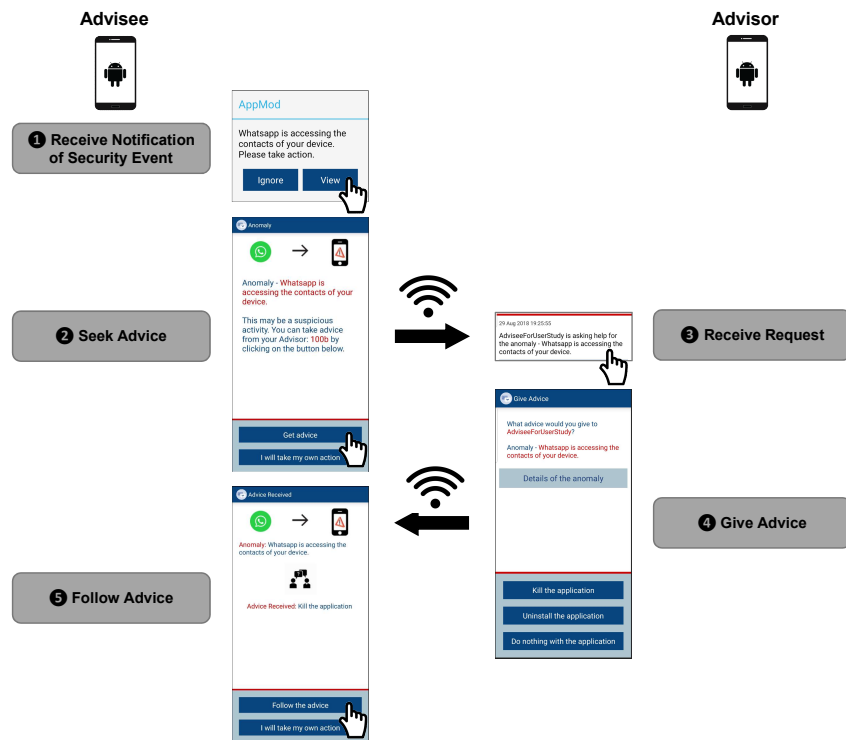 Advisee
Advisor
AppMod
❶ Receive Notification
of Security Event
Whatsapp is accessing the
contacts of your device.
Please take action.
Ignore
View
Anomaly
Anomaly - Whatsapp is
accessing the contacts of your
device.
This may be a suspicious
activity. You can take advice
from your Advisor: 100b by
clicking on the button below.
❷ Seek Advice
Get advice
I will take my own action
29 Aug 2018 19:25:55
AdviseeForUserStudy is asking help for
the anomaly - Whatsapp is accessing the
contacts of your device.
❸ Receive Request
Give Advice
What advice would you give to
AdviseeForUserStudy?
Anomaly - Whatsapp is accessing the
contacts of your device.
Details of the anomaly
❹ Give Advice
Kill the application
Uninstall the application
Do nothing with the application
Advice Received
Anomaly: Whatsapp is accessing the
contacts of your device.
❺ Follow Advice
Advice Received: Kill the application
Follow the advice
I will take my own action